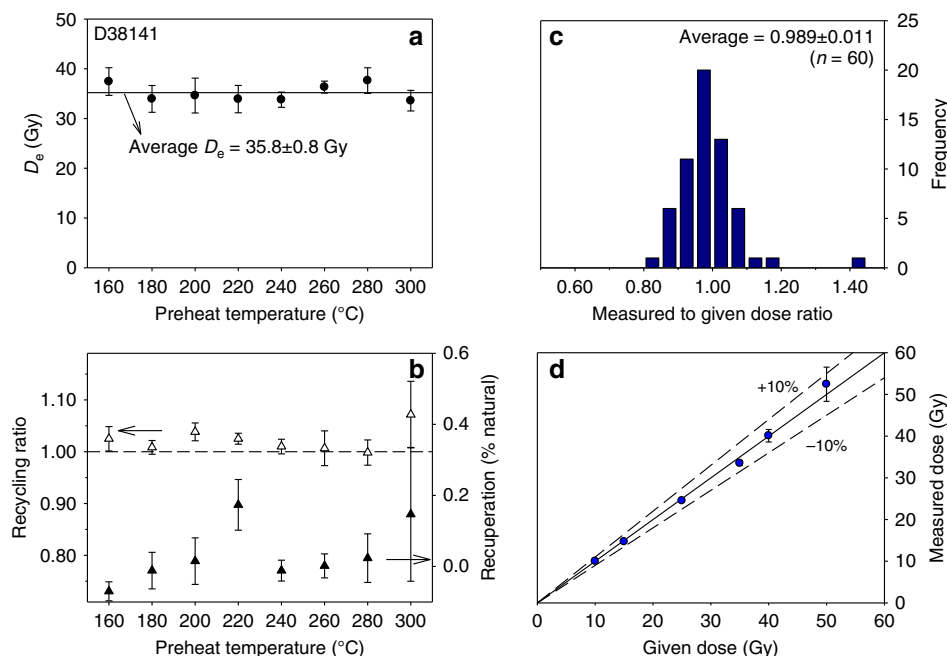 D38141
a
50
40
30
20
10
0
Dₑ (Gy)
Average Dₑ = 35.8±0.8 Gy
160 180 200 220 240 260 280 300
Preheat temperature (°C)
c
Average = 0.989±0.011
(n = 60)
25
20
15
10
5
0
Frequency
0.60 0.80 1.00 1.20 1.40
Measured to given dose ratio
b
1.10
1.00
0.90
0.80
Recycling ratio
0.6
0.4
0.2
0.0
Recuperation (% natural)
160 180 200 220 240 260 280 300
Preheat temperature (°C)
d
+10%
–10%
60
50
40
30
20
10
0
Measured dose (Gy)
0 10 20 30 40 50 60
Given dose (Gy)